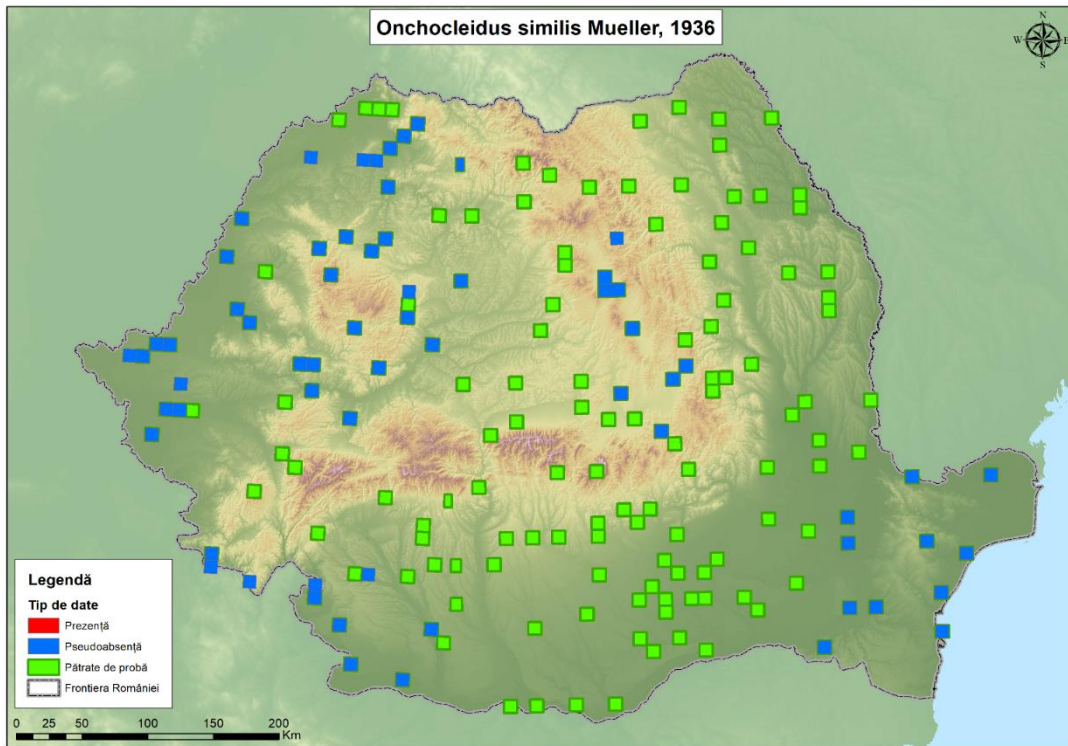 Onchocleidus similis Mueller, 1936
N
W E
S
Legendă
Tip de date
Prezență
Pseudoabsență
Pătrate de probă
Frontiera României
0 25 50 100 150 200
Km